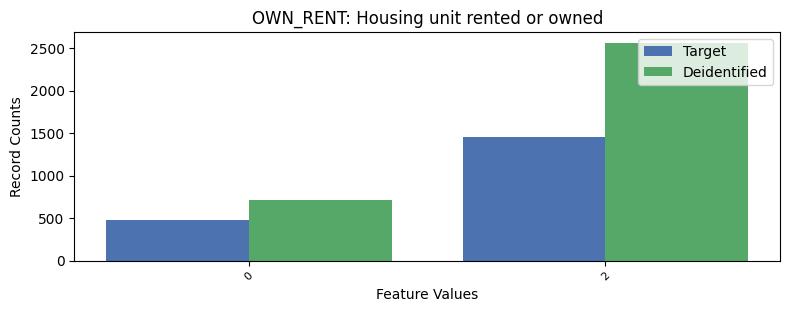 OWN_RENT: Housing unit rented or owned
Target
Deidentified
Record Counts
2500
2000
1500
1000
500
0
0
2
Feature Values